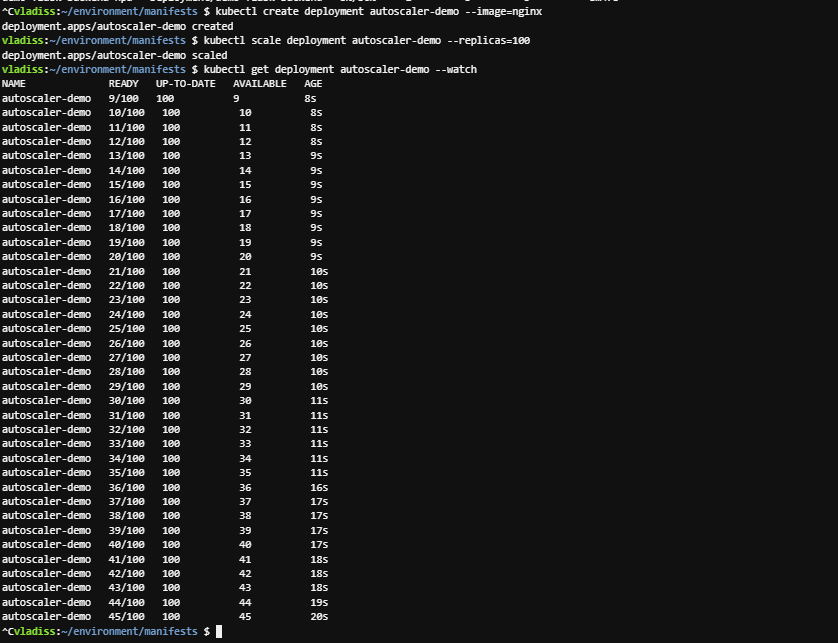 ^Cvladiss:~/environment/manifests $ kubectl create deployment autoscaler-demo --image=nginx
deployment.apps/autoscaler-demo created
vladiss:~/environment/manifests $ kubectl scale deployment autoscaler-demo --replicas=100
deployment.apps/autoscaler-demo scaled
vladiss:~/environment/manifests $ kubectl get deployment autoscaler-demo --watch
NAME READY UP-TO-DATE AVAILABLE AGE
autoscaler-demo 9/100 100 9 8s
autoscaler-demo 10/100 100 10 8s
autoscaler-demo 11/100 100 11 8s
autoscaler-demo 12/100 100 12 8s
autoscaler-demo 13/100 100 13 9s
autoscaler-demo 14/100 100 14 9s
autoscaler-demo 15/100 100 15 9s
autoscaler-demo 16/100 100 16 9s
autoscaler-demo 17/100 100 17 9s
autoscaler-demo 18/100 100 18 9s
autoscaler-demo 19/100 100 19 9s
autoscaler-demo 20/100 100 20 9s
autoscaler-demo 21/100 100 21 10s
autoscaler-demo 22/100 100 22 10s
autoscaler-demo 23/100 100 23 10s
autoscaler-demo 24/100 100 24 10s
autoscaler-demo 25/100 100 25 10s
autoscaler-demo 26/100 100 26 10s
autoscaler-demo 27/100 100 27 10s
autoscaler-demo 28/100 100 28 10s
autoscaler-demo 29/100 100 29 10s
autoscaler-demo 30/100 100 30 11s
autoscaler-demo 31/100 100 31 11s
autoscaler-demo 32/100 100 32 11s
autoscaler-demo 33/100 100 33 11s
autoscaler-demo 34/100 100 34 11s
autoscaler-demo 35/100 100 35 11s
autoscaler-demo 36/100 100 36 16s
autoscaler-demo 37/100 100 37 17s
autoscaler-demo 38/100 100 38 17s
autoscaler-demo 39/100 100 39 17s
autoscaler-demo 40/100 100 40 17s
autoscaler-demo 41/100 100 41 18s
autoscaler-demo 42/100 100 42 18s
autoscaler-demo 43/100 100 43 18s
autoscaler-demo 44/100 100 44 19s
autoscaler-demo 45/100 100 45 20s
^Cvladiss:~/environment/manifests $